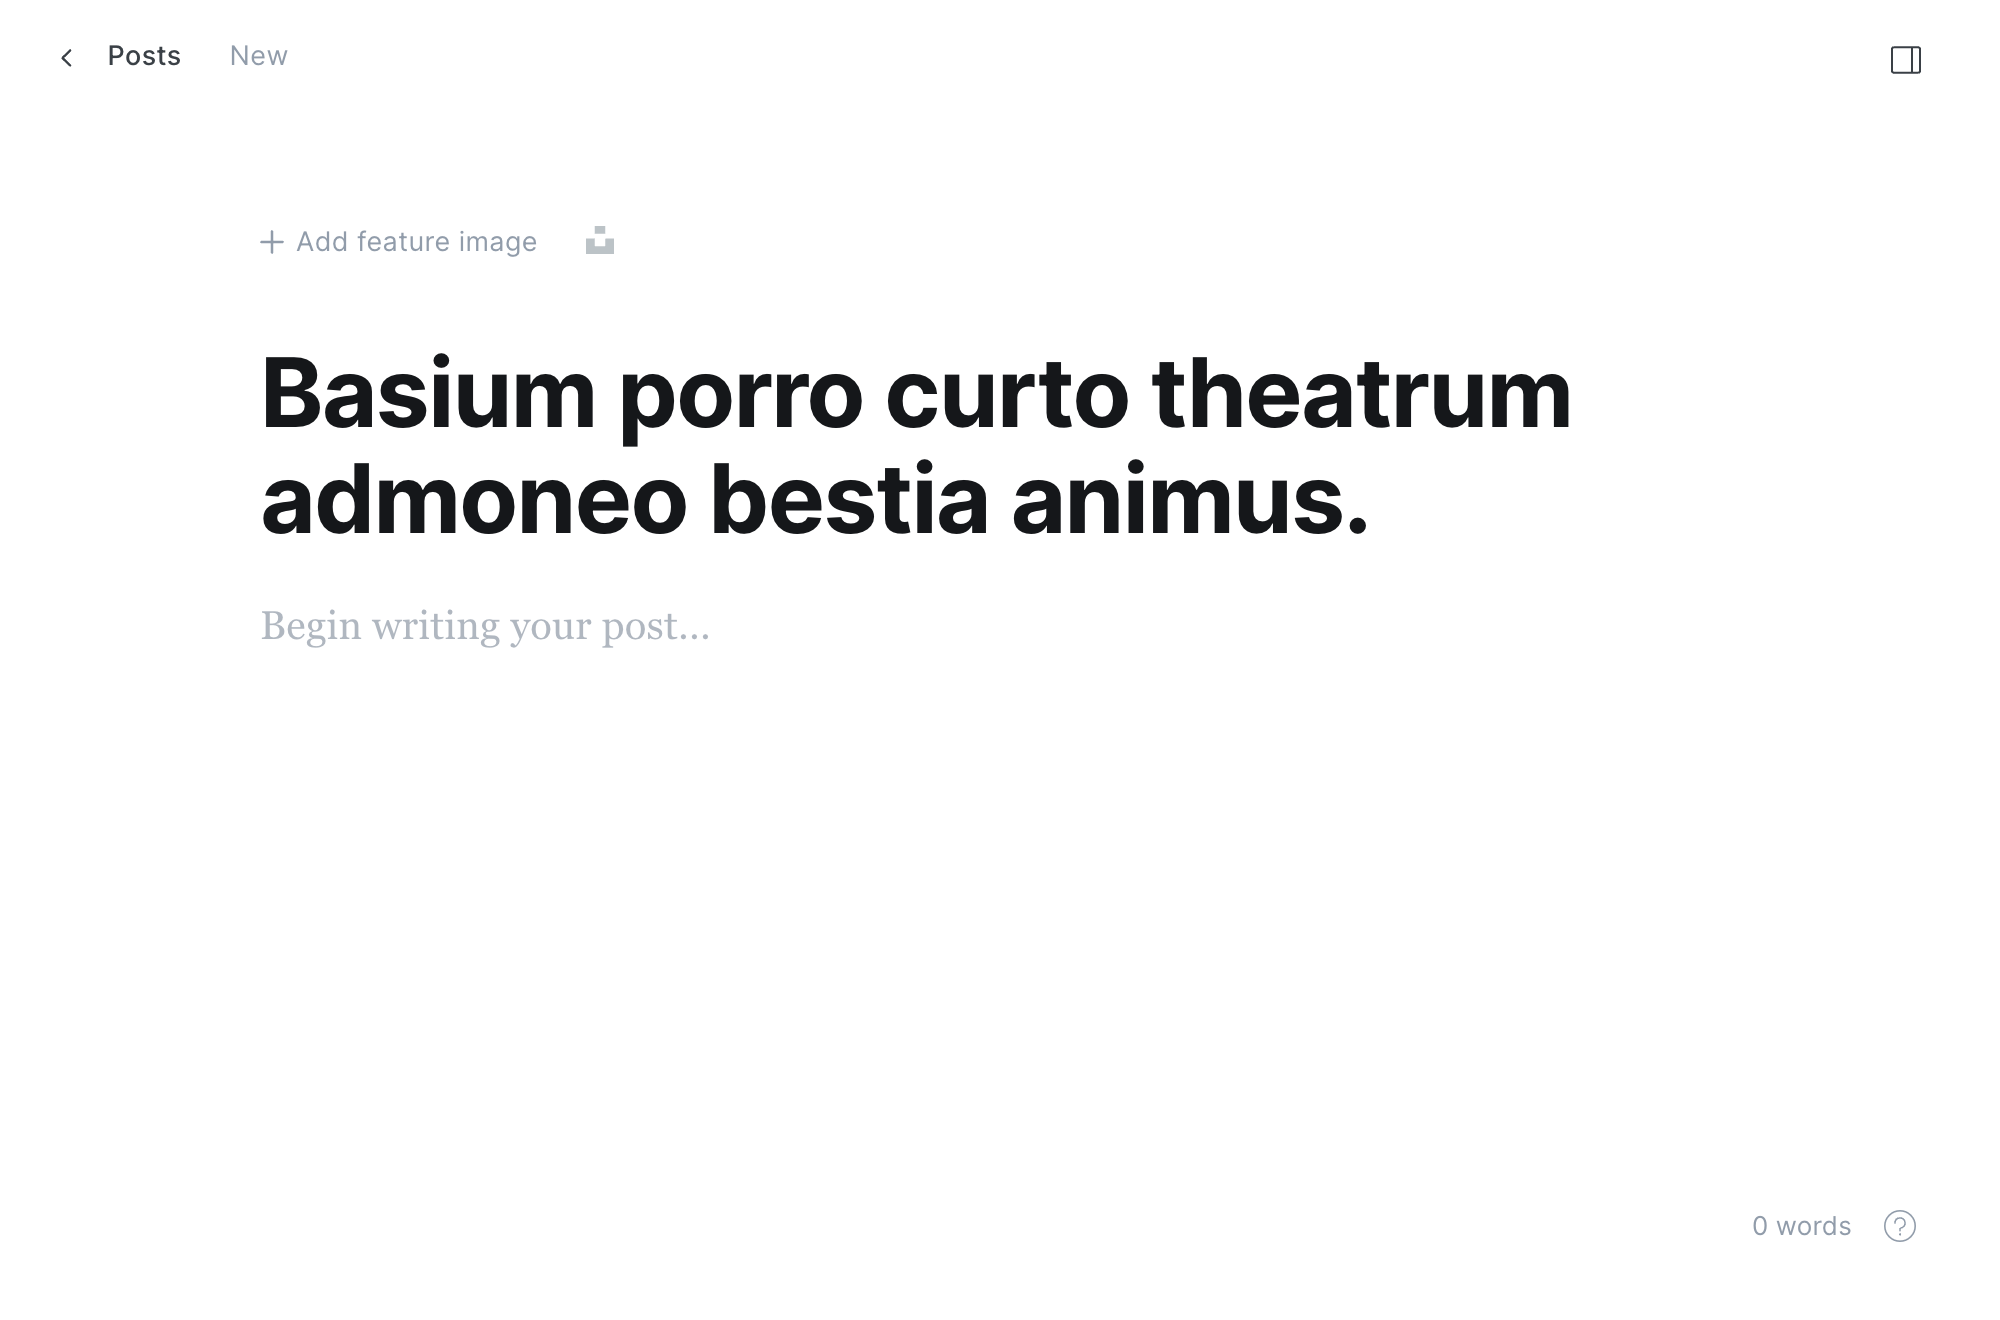 Posts New
Add feature image
Basium porro curto theatrum
admoneo bestia animus.
Begin writing your post...
0 words ?